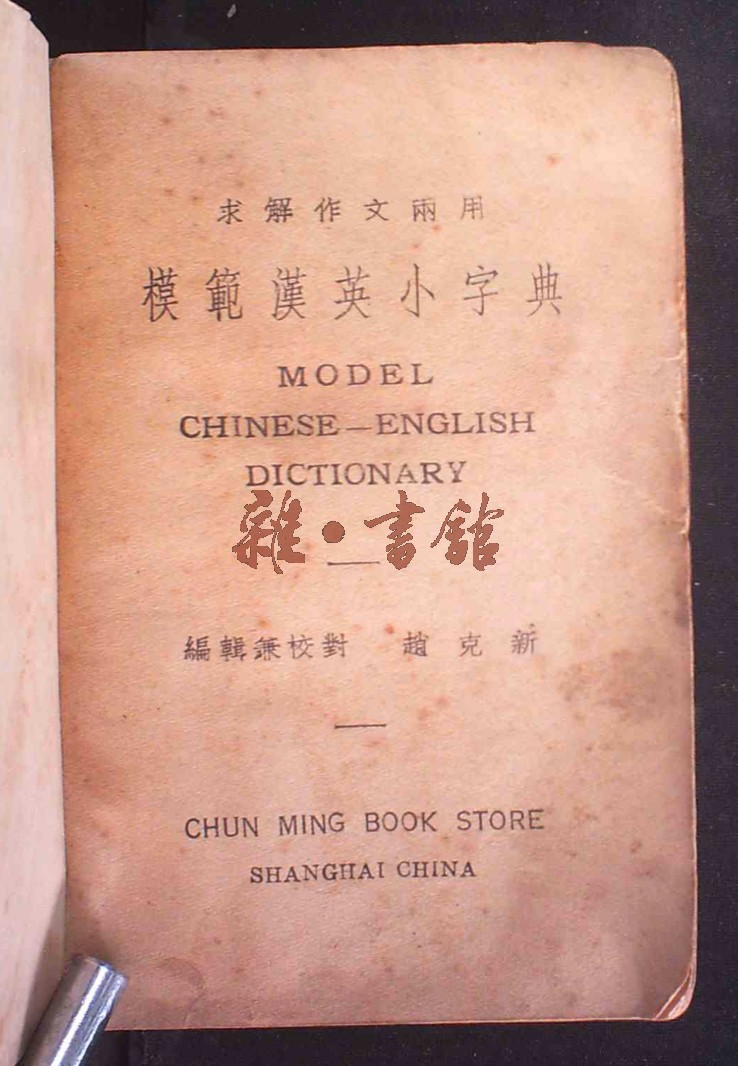 求解作文兩用
模範漢英小字典
MODEL
CHINESE—ENGLISH
DICTIONARY
雜·書館
編輯兼校對 趙克新
CHUN MING BOOK STORE
SHANGHAI CHINA